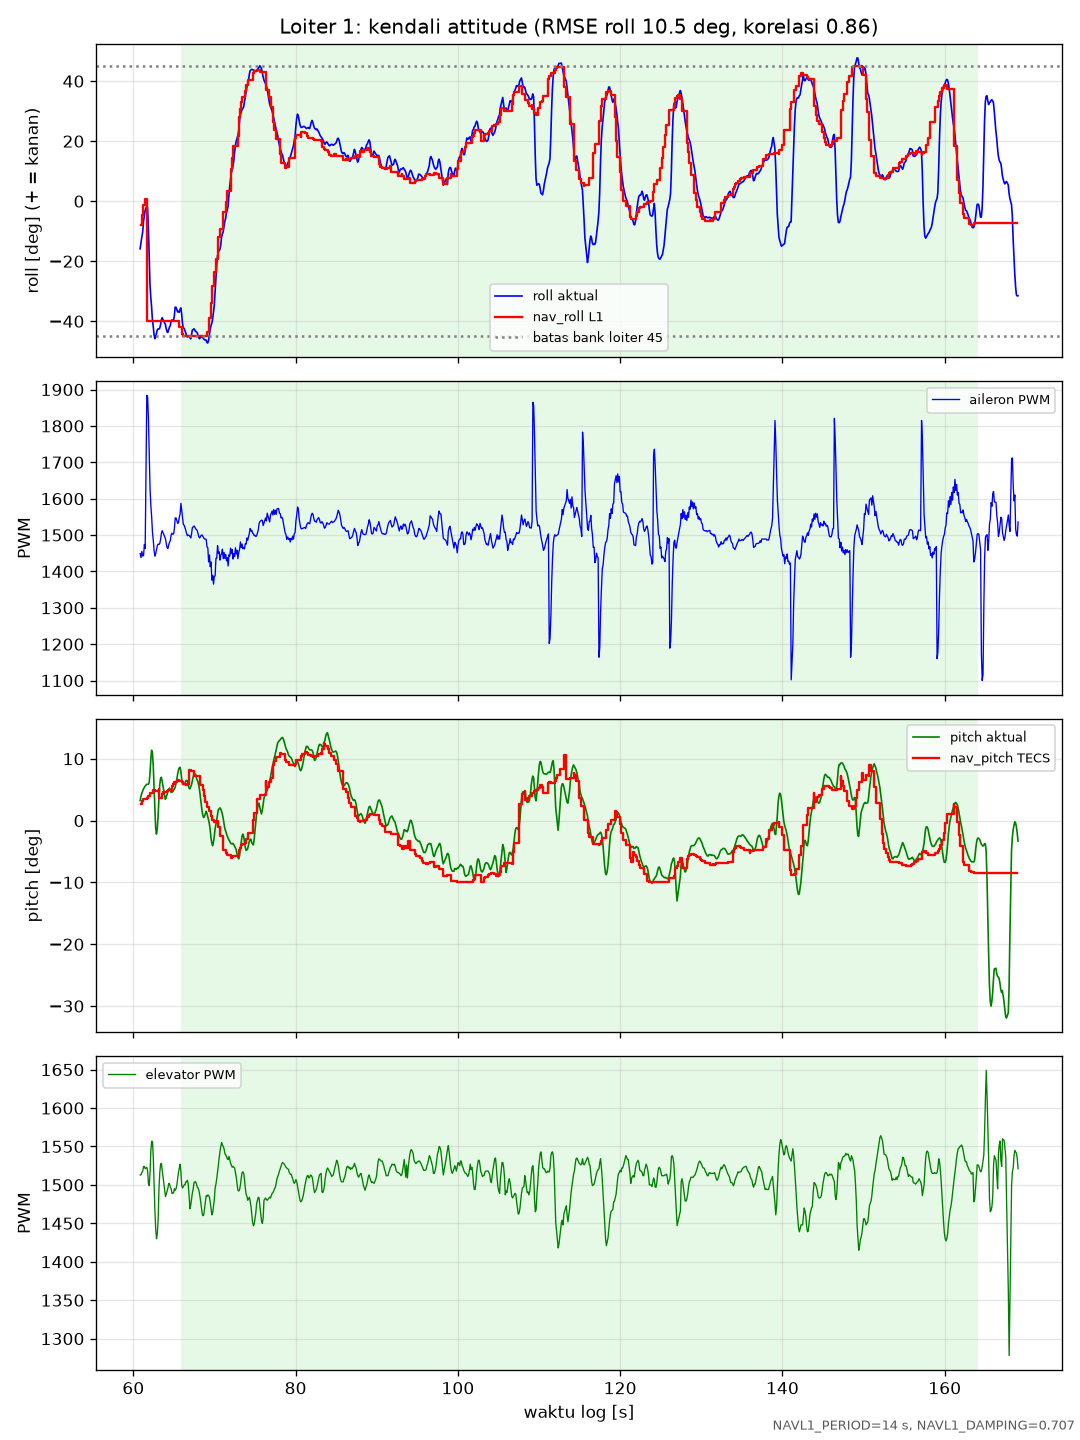 Loiter 1: kendali attitude (RMSE roll 10.5 deg, korelasi 0.86)
40
20
0
−20
−40
roll [deg] (+ = kanan)
roll aktual
nav_roll L1
batas bank loiter 45
1900
1800
1700
1600
1500
1400
1300
1200
1100
PWM
aileron PWM
10
0
−10
−20
−30
pitch [deg]
pitch aktual
nav_pitch TECS
1650
1600
1550
1500
1450
1400
1350
1300
PWM
elevator PWM
60 80 100 120 140 160
waktu log [s]
NAVL1_PERIOD=14 s, NAVL1_DAMPING=0.707